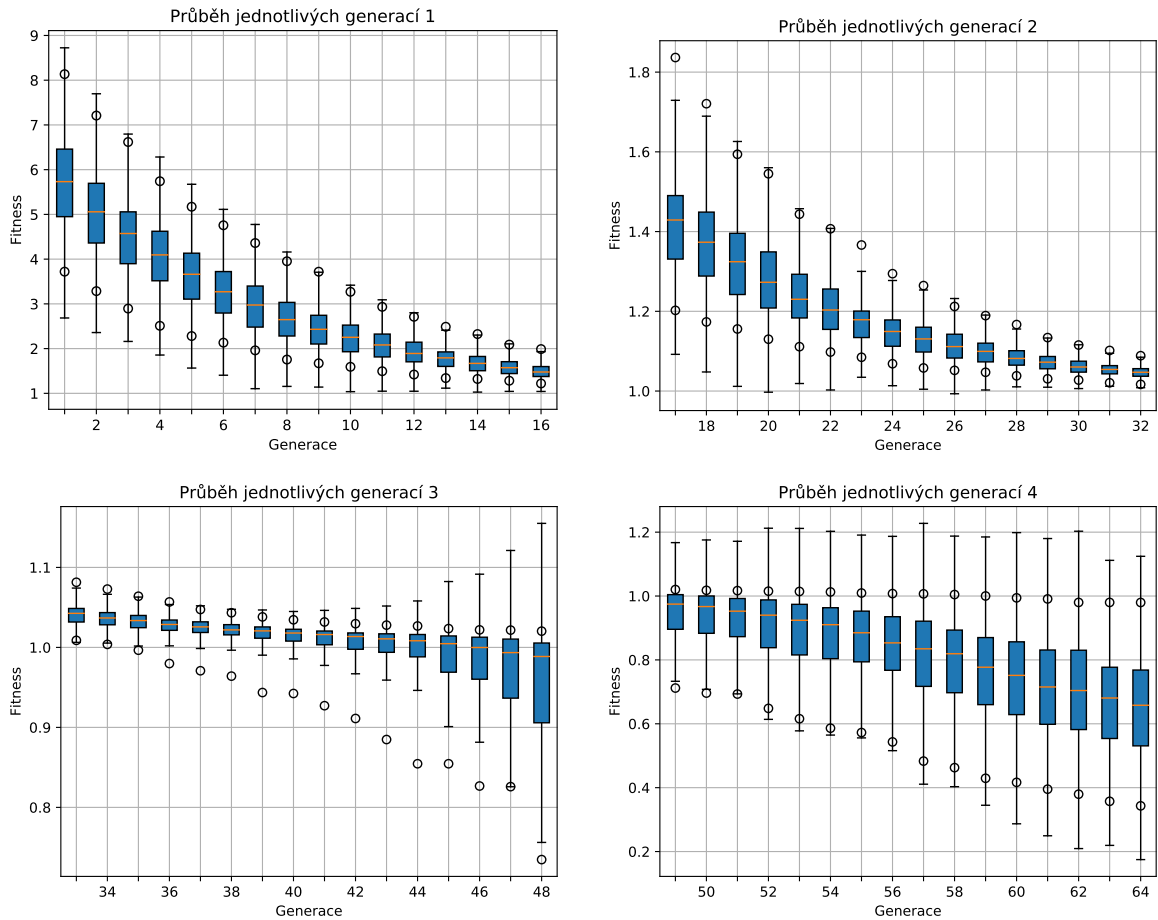 Průběh jednotlivých generací 1
9
8
7
6
5
4
3
2
1
Fitness
2 4 6 8 10 12 14 16
Generace
Průběh jednotlivých generací 2
1.8
1.6
1.4
1.2
1.0
Fitness
18 20 22 24 26 28 30 32
Generace
Průběh jednotlivých generací 3
1.1
1.0
0.9
0.8
Fitness
34 36 38 40 42 44 46 48
Generace
Průběh jednotlivých generací 4
1.2
1.0
0.8
0.6
0.4
0.2
Fitness
50 52 54 56 58 60 62 64
Generace